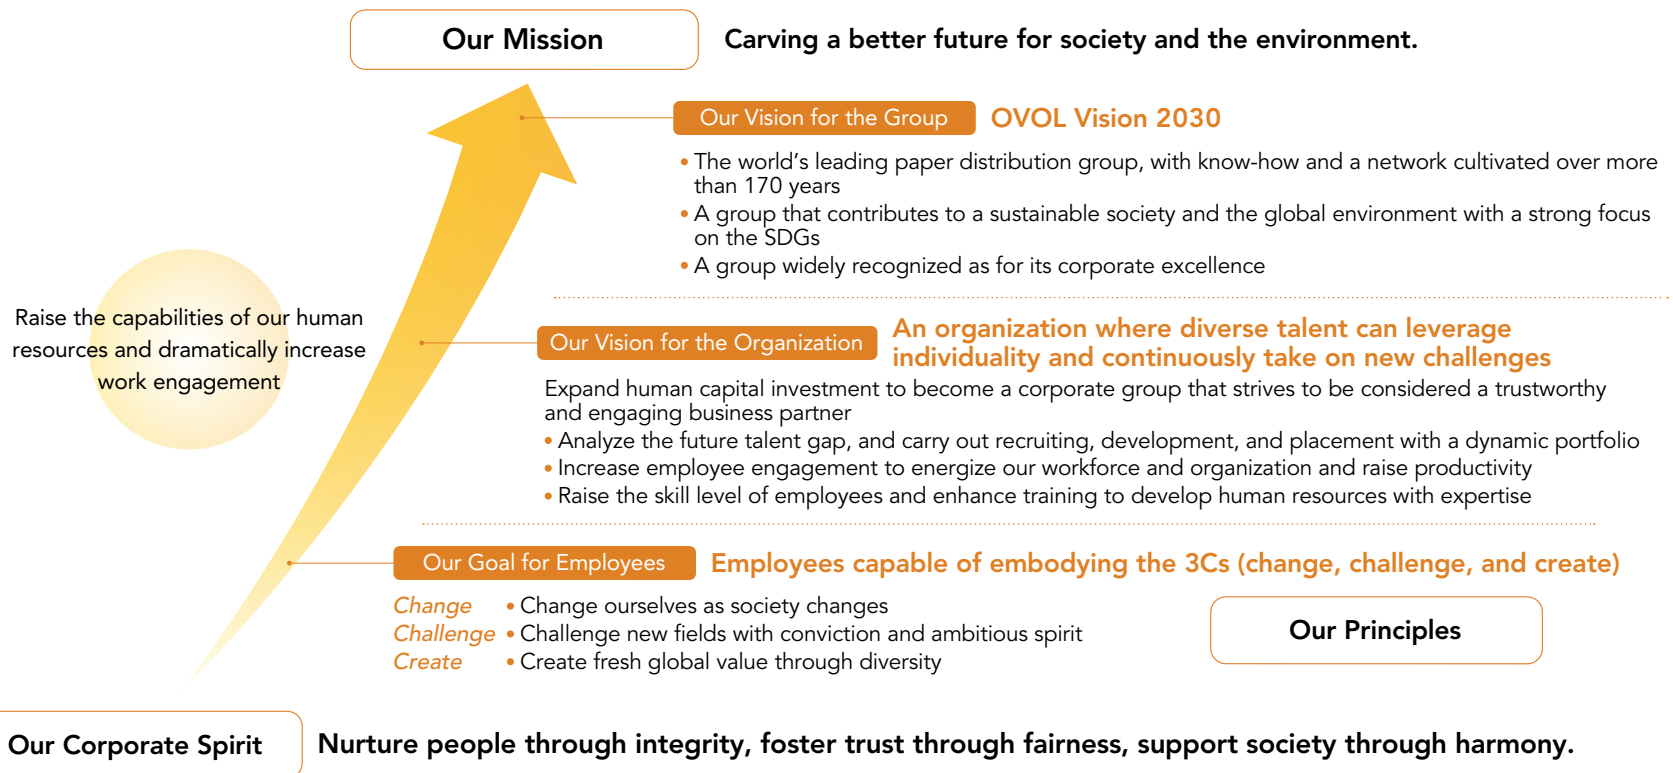 Our Mission
Carving a better future for society and the environment.
Our Vision for the Group
OVOL Vision 2030
• The world's leading paper distribution group, with know-how and a network cultivated over more
than 170 years
• A group that contributes to a sustainable society and the global environment with a strong focus
on the SDGs
• A group widely recognized as for its corporate excellence
Raise the capabilities of our human
resources and dramatically increase
work engagement
Our Vision for the Organization
An organization where diverse talent can leverage
individuality and continuously take on new challenges
Expand human capital investment to become a corporate group that strives to be considered a trustworthy
and engaging business partner
• Analyze the future talent gap, and carry out recruiting, development, and placement with a dynamic portfolio
• Increase employee engagement to energize our workforce and organization and raise productivity
• Raise the skill level of employees and enhance training to develop human resources with expertise
Our Goal for Employees
Employees capable of embodying the 3Cs (change, challenge, and create)
Change • Change ourselves as society changes
Challenge • Challenge new fields with conviction and ambitious spirit
Create • Create fresh global value through diversity
Our Principles
Our Corporate Spirit
Nurture people through integrity, foster trust through fairness, support society through harmony.